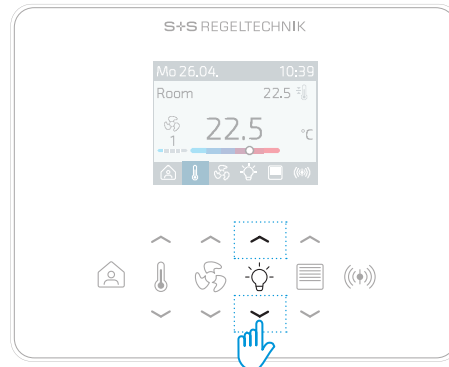 S+S REGELTECHNIK
Mo 26.04. 10:39
Room 22.5
22.5 °C
1